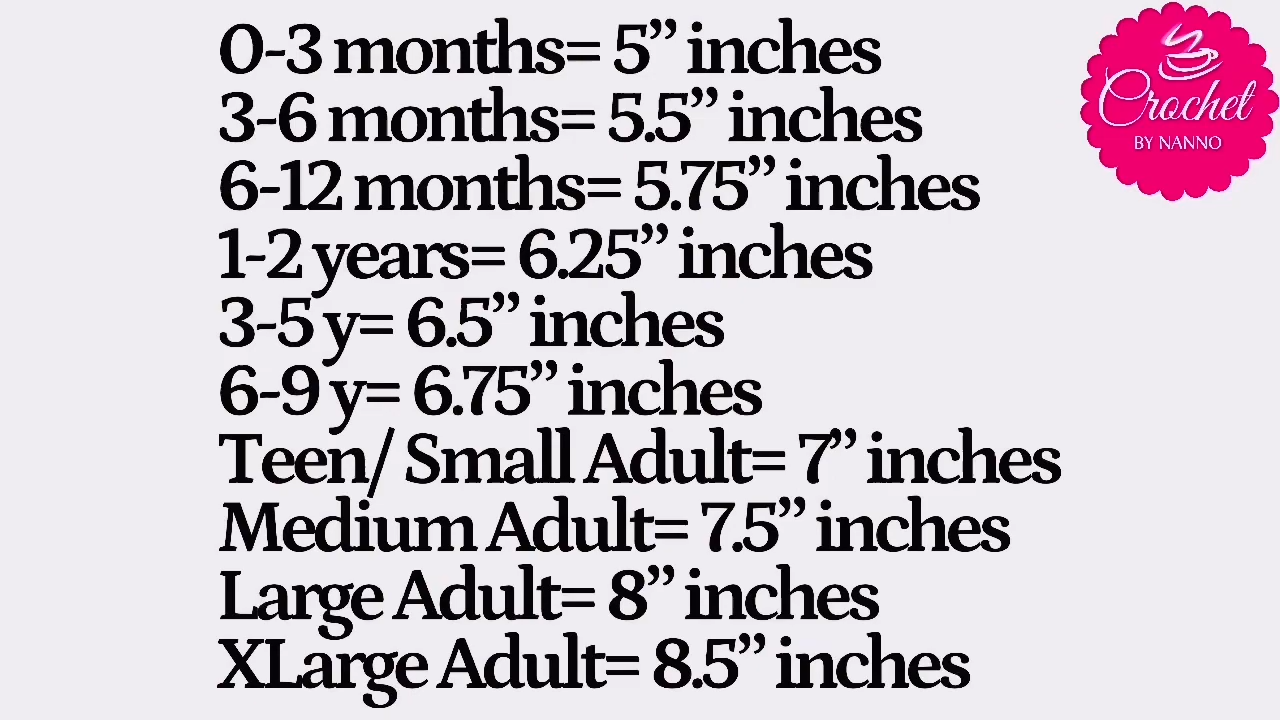 0-3 months= 5” inches
3-6 months= 5.5” inches
6-12 months= 5.75” inches
1-2 years= 6.25” inches
3-5 y= 6.5” inches
6-9 y= 6.75” inches
Teen/ Small Adult= 7” inches
Medium Adult= 7.5” inches
Large Adult= 8” inches
XLarge Adult= 8.5” inches
Crochet
BY NANNO